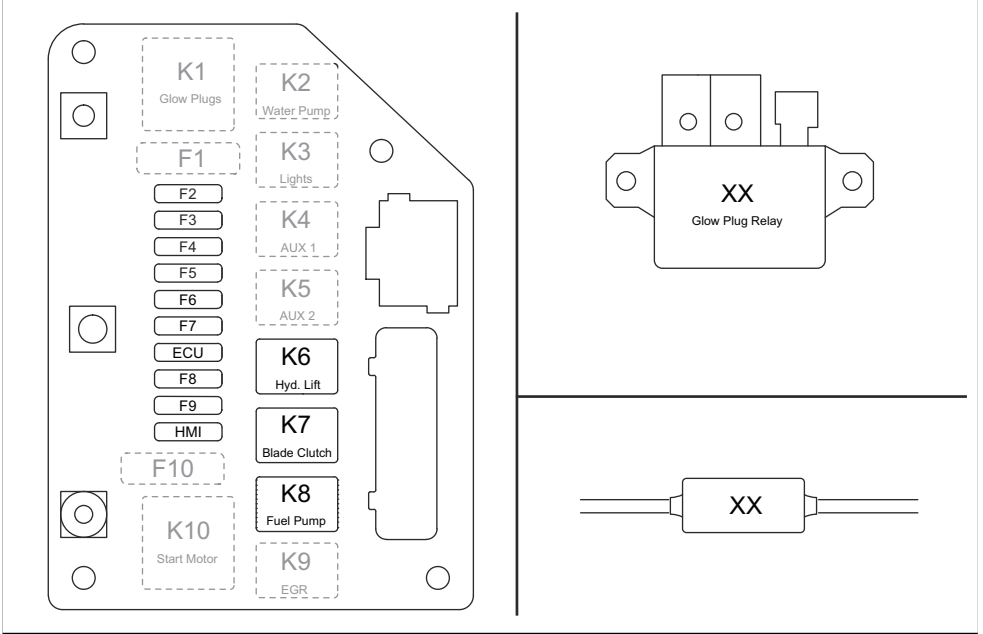 K1
Glow Plugs
K2
Water Pump
F1
K3
Lights
F2
F3
F4
F5
F6
F7
ECU
F8
F9
HMI
K4
AUX 1
K5
AUX 2
K6
Hyd. Lift
K7
Blade Clutch
F10
K8
Fuel Pump
K10
Start Motor
K9
EGR
XX
Glow Plug Relay
XX